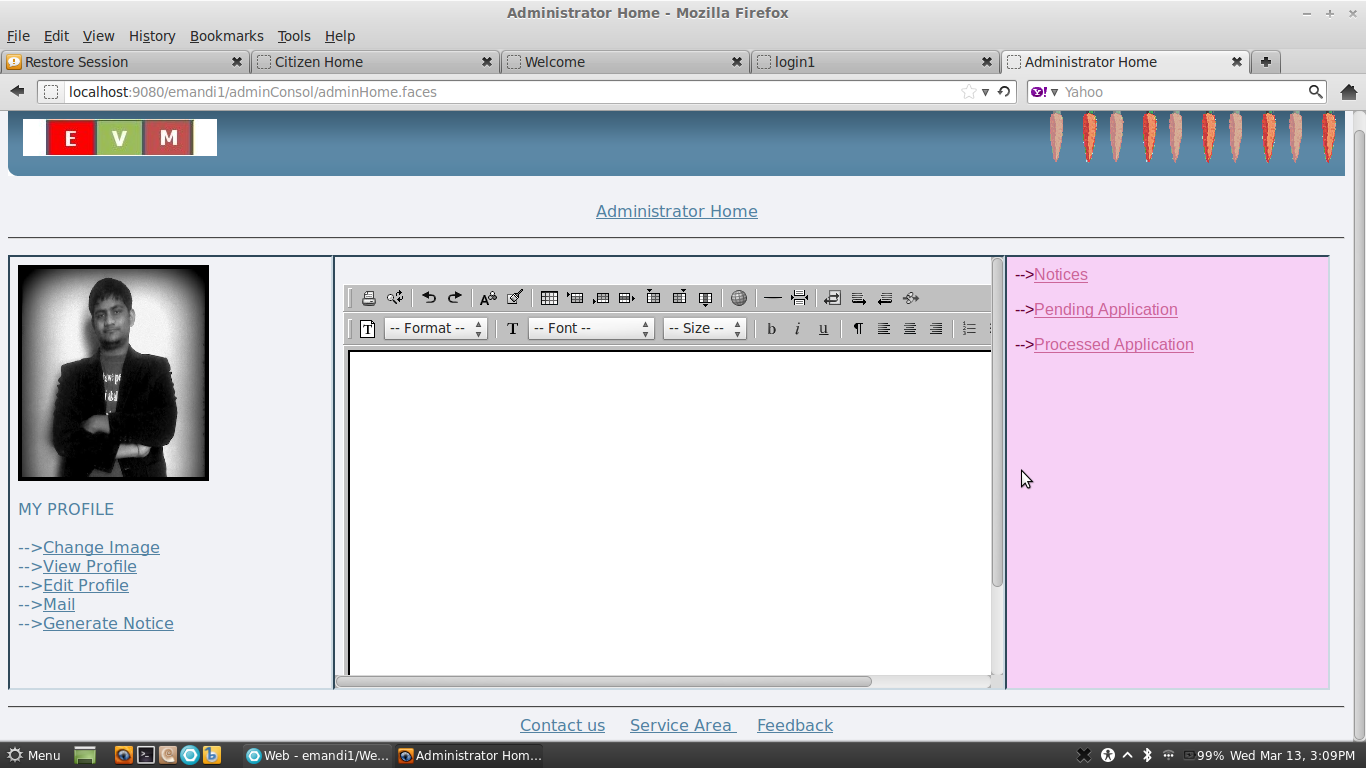 Administrator Home - Mozilla Firefox
File Edit View History Bookmarks Tools Help
Restore Session Citizen Home Welcome login1 Administrator Home
localhost:9080/emandi1/adminConsol/adminHome.faces Yahoo
E V M
Administrator Home
-- Format -- T -- Font -- -- Size -- b i u
MY PROFILE
-->Change Image
-->View Profile
-->Edit Profile
-->Mail
-->Generate Notice
-->Notices
-->Pending Application
-->Processed Application
Contact us Service Area Feedback
Menu Web - emandi1/We... Administrator Hom... 99% Wed Mar 13, 3:09PM